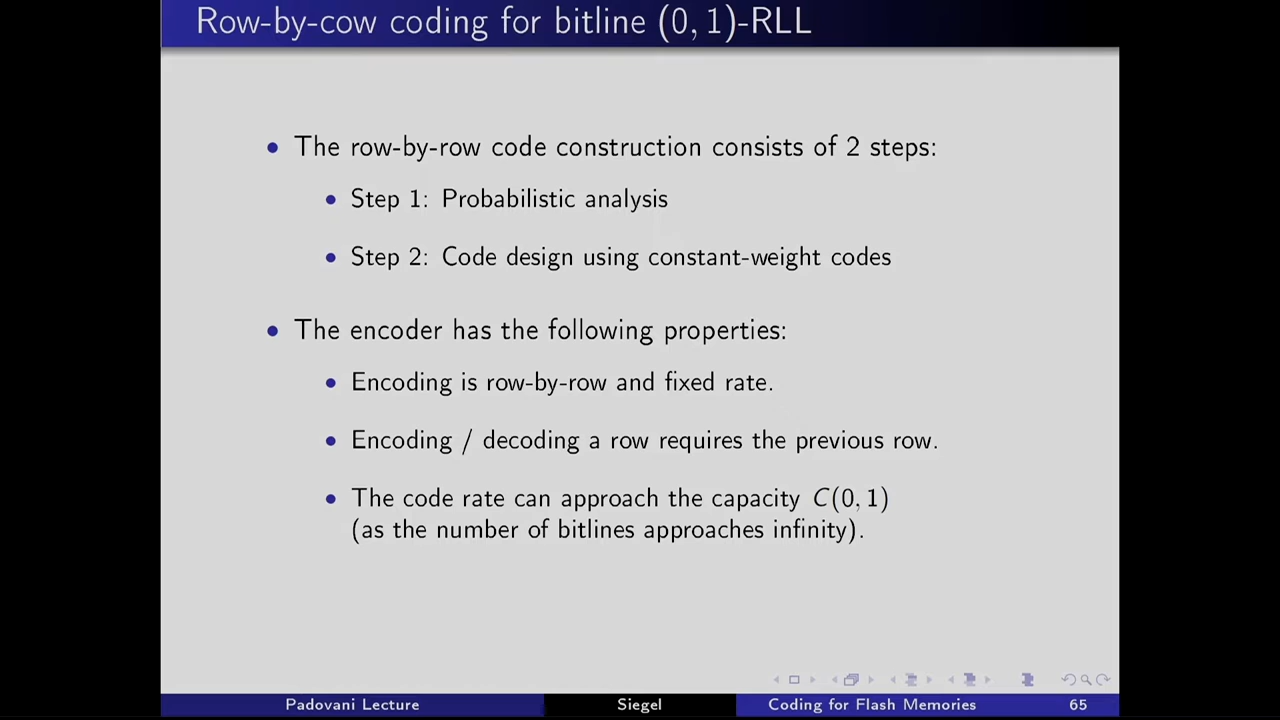 Row-by-cow coding for bitline (0, 1)-RLL
• The row-by-row code construction consists of 2 steps:
• Step 1: Probabilistic analysis
• Step 2: Code design using constant-weight codes
• The encoder has the following properties:
• Encoding is row-by-row and fixed rate.
• Encoding / decoding a row requires the previous row.
• The code rate can approach the capacity C(0, 1)
(as the number of bitlines approaches infinity).
Padovani Lecture Siegel Coding for Flash Memories 65